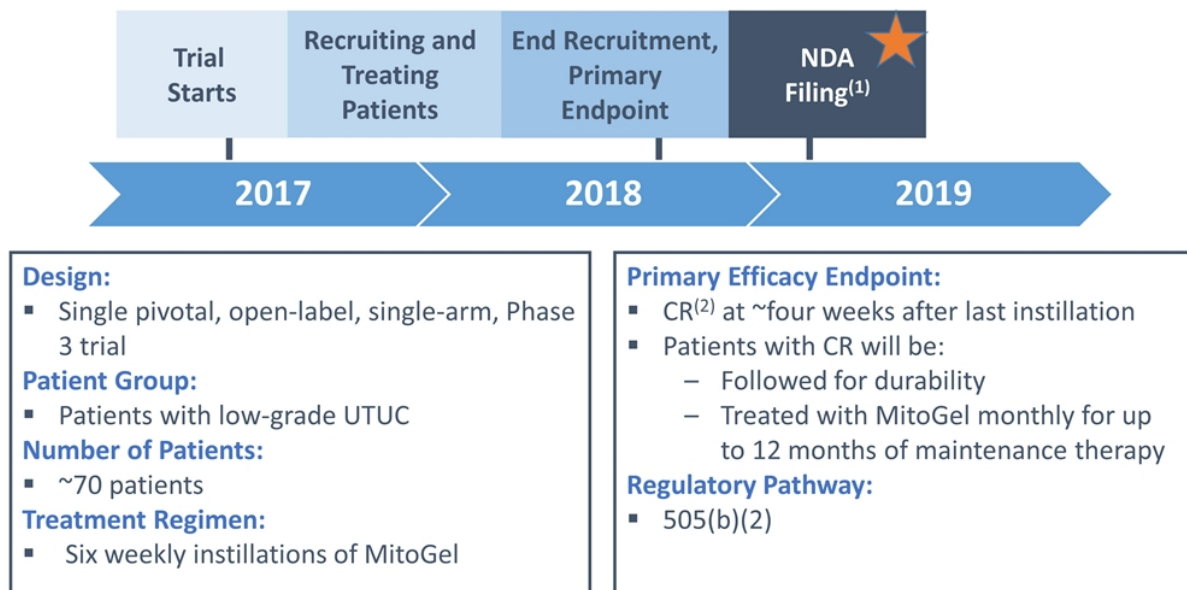 Trial
Starts
Recruiting and
Treating
Patients
End Recruitment,
Primary
Endpoint
NDA
Filing(1)
2017
2018
2019
Design:
▪ Single pivotal, open-label, single-arm, Phase
3 trial
Patient Group:
▪ Patients with low-grade UTUC
Number of Patients:
▪ ~70 patients
Treatment Regimen:
▪ Six weekly instillations of MitoGel
Primary Efficacy Endpoint:
▪ CR(2) at ~four weeks after last instillation
▪ Patients with CR will be:
– Followed for durability
– Treated with MitoGel monthly for up
to 12 months of maintenance therapy
Regulatory Pathway:
▪ 505(b)(2)